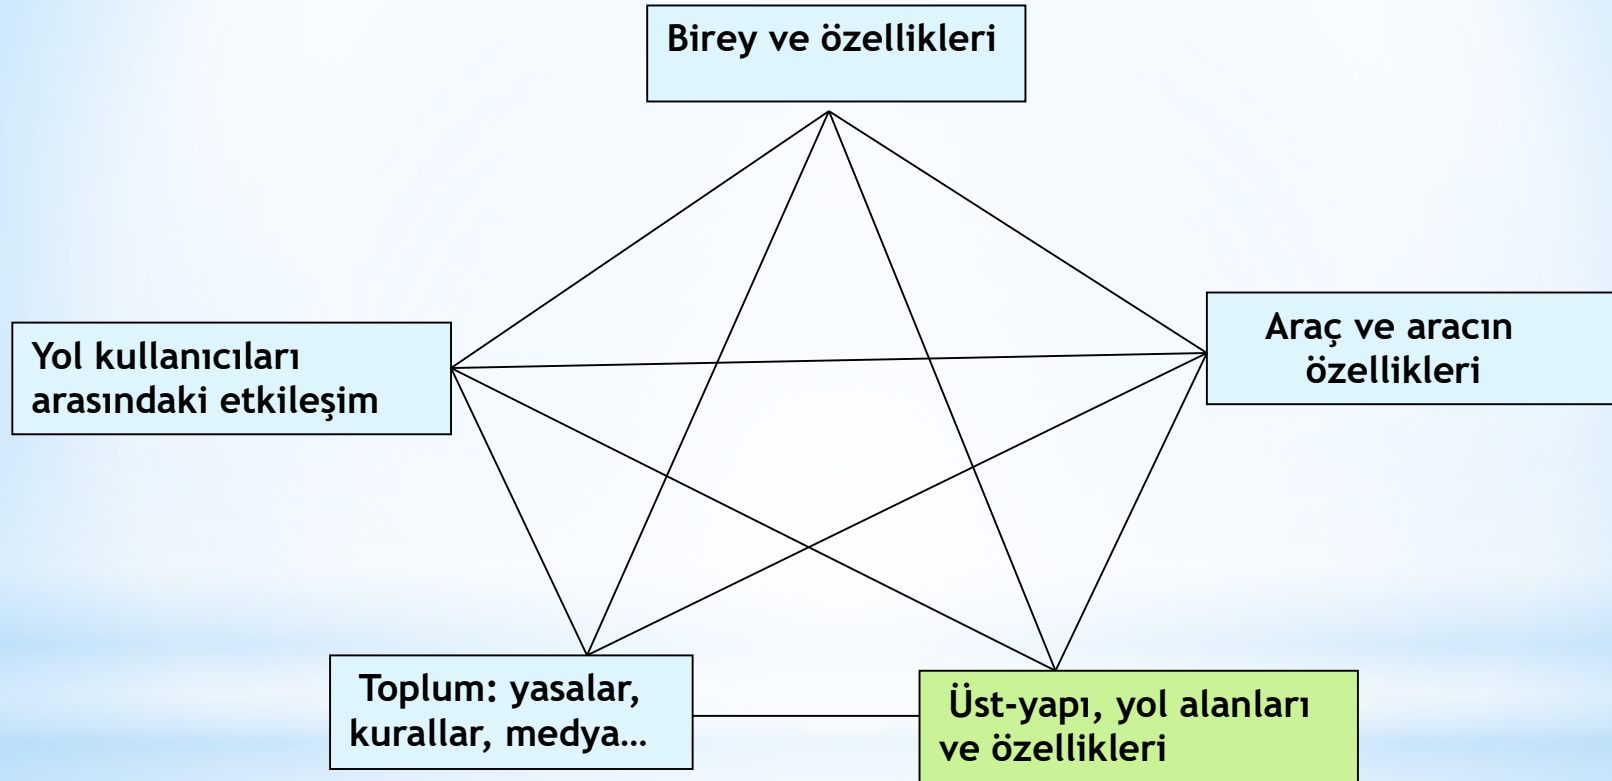 Birey ve özellikleri
Yol kullanıcıları
arasındaki etkileşim
Araç ve aracın
özellikleri
Toplum: yasalar,
kurallar, medya…
Üst-yapı, yol alanları
ve özellikleri